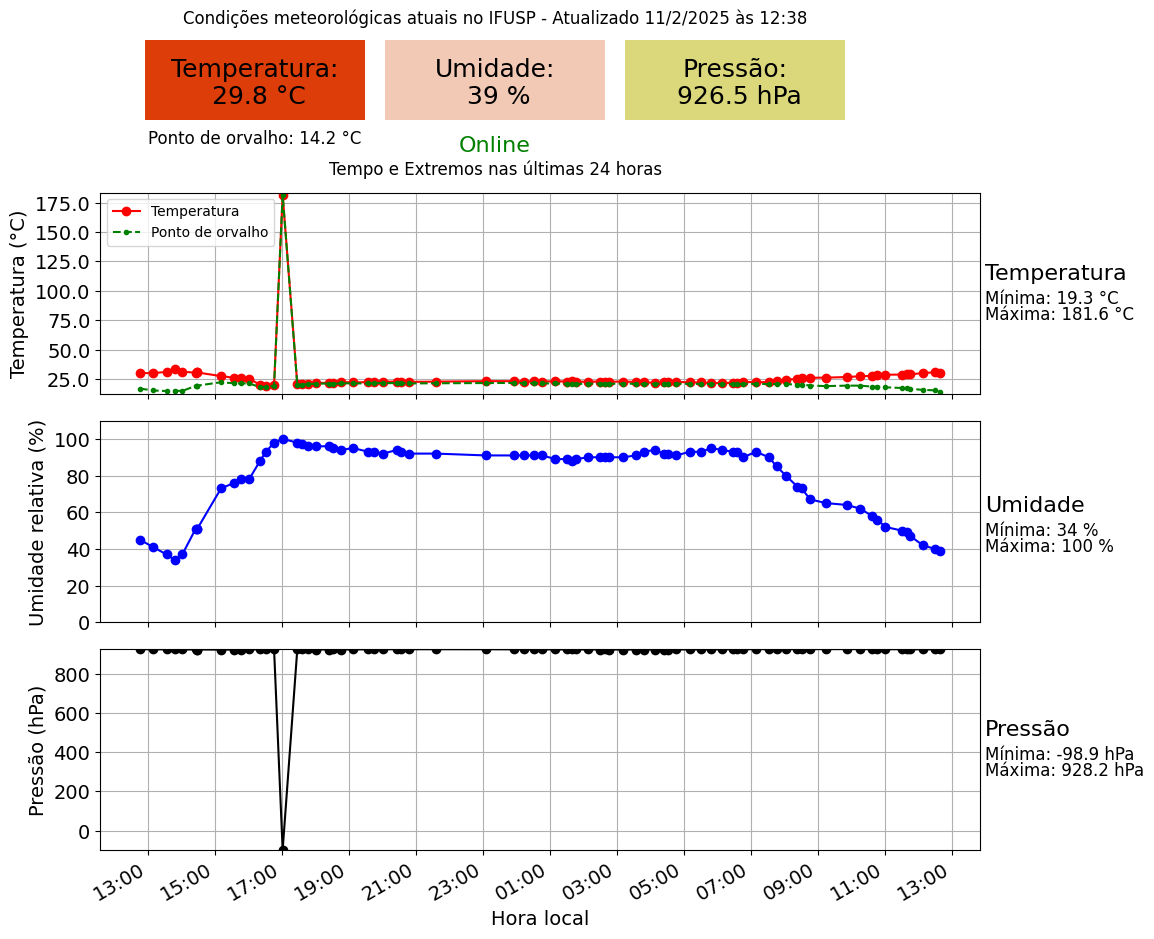 Condições meteorológicas atuais no IFUSP - Atualizado 11/2/2025 às 12:38
Temperatura:
29.8 °C
Umidade:
39 %
Pressão:
926.5 hPa
Ponto de orvalho: 14.2 °C
Online
Tempo e Extremos nas últimas 24 horas
Temperatura (°C)
175.0
150.0
125.0
100.0
75.0
50.0
25.0
Temperatura
Ponto de orvalho
Temperatura
Mínima: 19.3 °C
Máxima: 181.6 °C
Umidade relativa (%)
100
80
60
40
20
0
Umidade
Mínima: 34 %
Máxima: 100 %
Pressão (hPa)
800
600
400
200
0
Pressão
Mínima: -98.9 hPa
Máxima: 928.2 hPa
13:00 15:00 17:00 19:00 21:00 23:00 01:00 03:00 05:00 07:00 09:00 11:00 13:00
Hora local